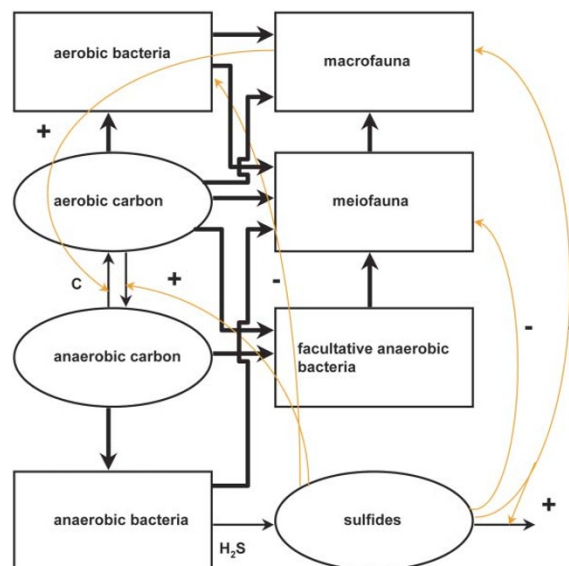 aerobic bacteria
macrofauna
+
aerobic carbon
meiofauna
C
+
-
-
anaerobic carbon
facultative anaerobic
bacteria
anaerobic bacteria
H₂S
sulfides
+